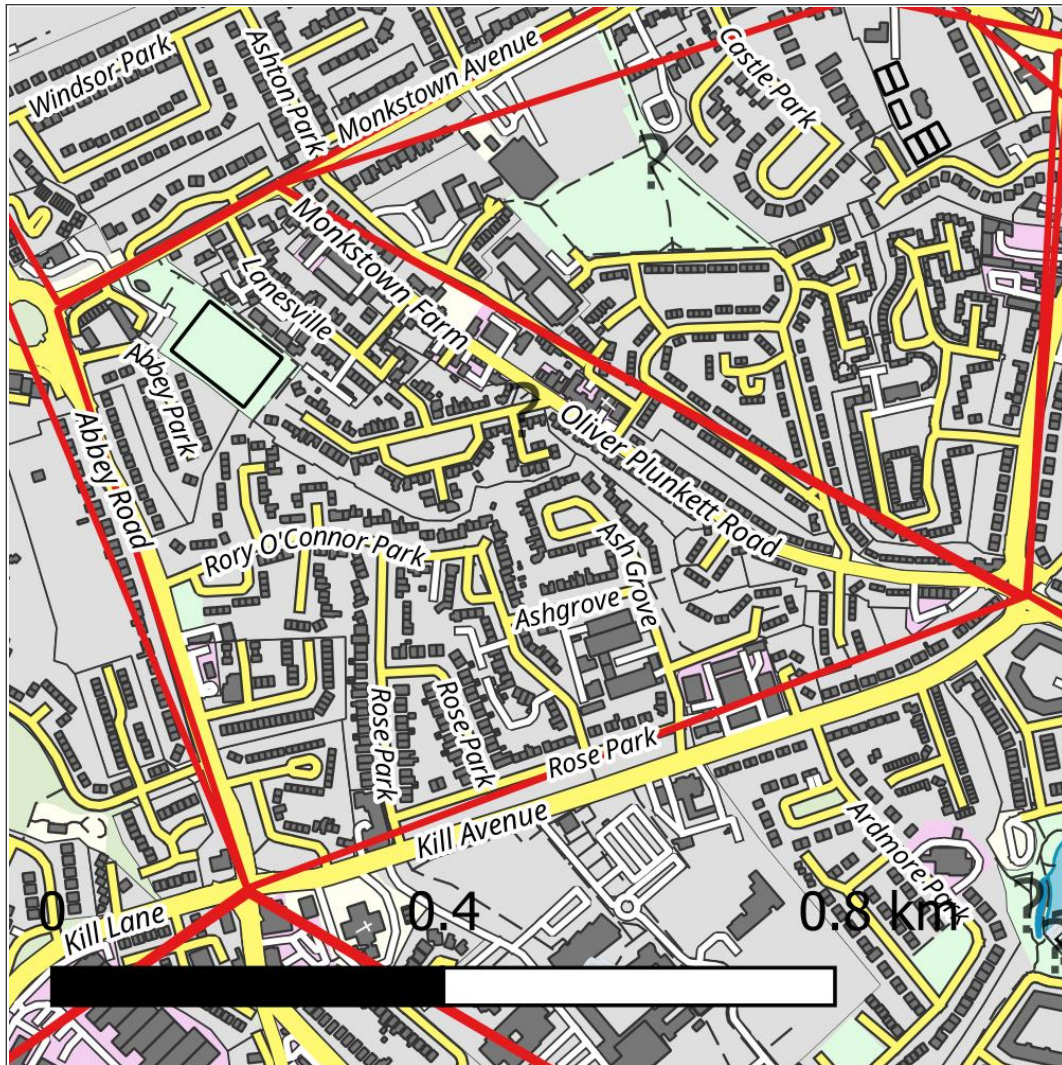 Windsor Park
Ashton Park
Monkstown Avenue
Castle Park
?
Monkstown Farm
Lanesville
Abbey Park
Abbey Road
?
Oliver Plunkett Road
Rory O'Connor Park
Ash Grove
Ashgrove
Rose Park
Rose Park
Rose Park
Kill Avenue
Ardmore Park
Kill Lane
0 0.4 0.8 km
?